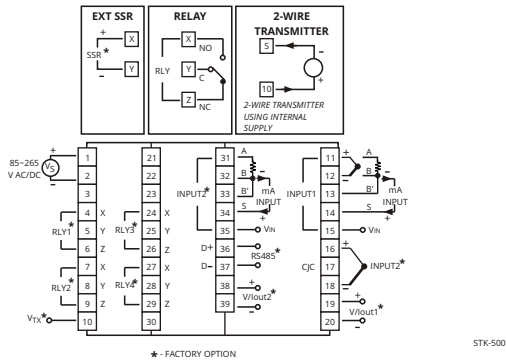 EXT SSR
RELAY
2-WIRE
TRANSMITTER
+
SSR *
−
X
Y
RLY
X
Y
Z
NO
C
NC
S
10
−
+
2-WIRE TRANSMITTER
USING INTERNAL
SUPPLY
85~265
V AC/DC
+
VS
−
1
2
3
4 X
RLY1* 5 Y
6 Z
7 X
RLY2* 8 Y
9 Z
VTX* 10
21
22
23
24 X
RLY3* 25 Y
26 Z
27 X
RLY4* 28 Y
29 Z
30
INPUT2*
31 A
32 B
33 B'
34 S
− mA
INPUT
+
35 VIN
D+ 36
RS485*
D− 37
38 +
V/Iout2*
39 −
INPUT1
11 + A
12 − B
13 B'
14 S
− mA
INPUT
+
15 VIN
16 +
CJC 17 INPUT2*
18 −
19 +
V/Iout1*
20 −
* - FACTORY OPTION
STK-500